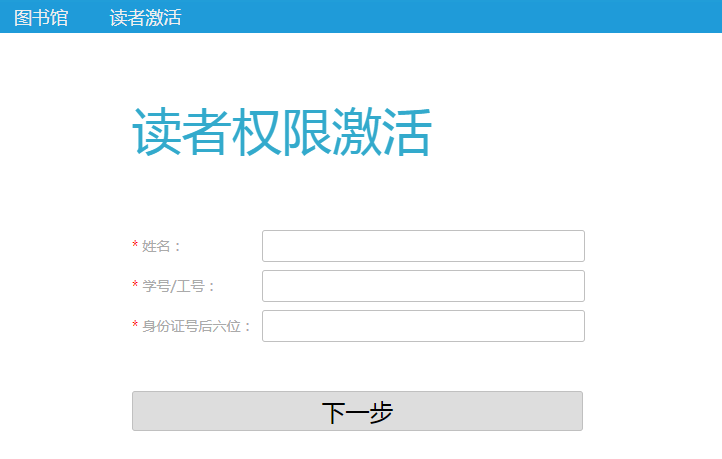 图书馆 读者激活
读者权限激活
* 姓名：
* 学号/工号：
* 身份证号后六位：
下一步